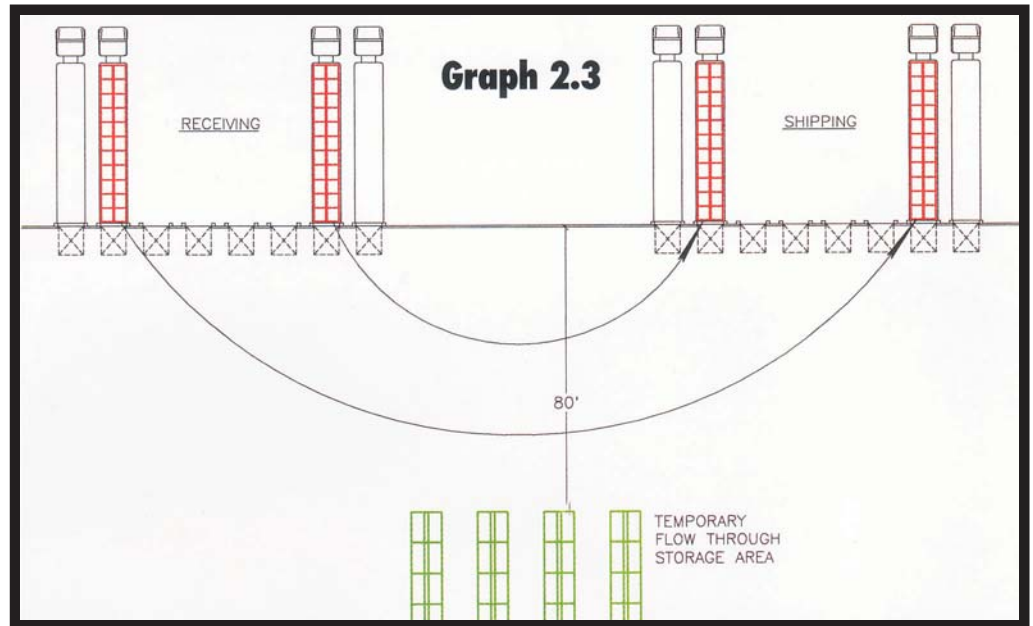 Graph 2.3
RECEIVING
SHIPPING
80'
TEMPORARY
FLOW THROUGH
STORAGE AREA